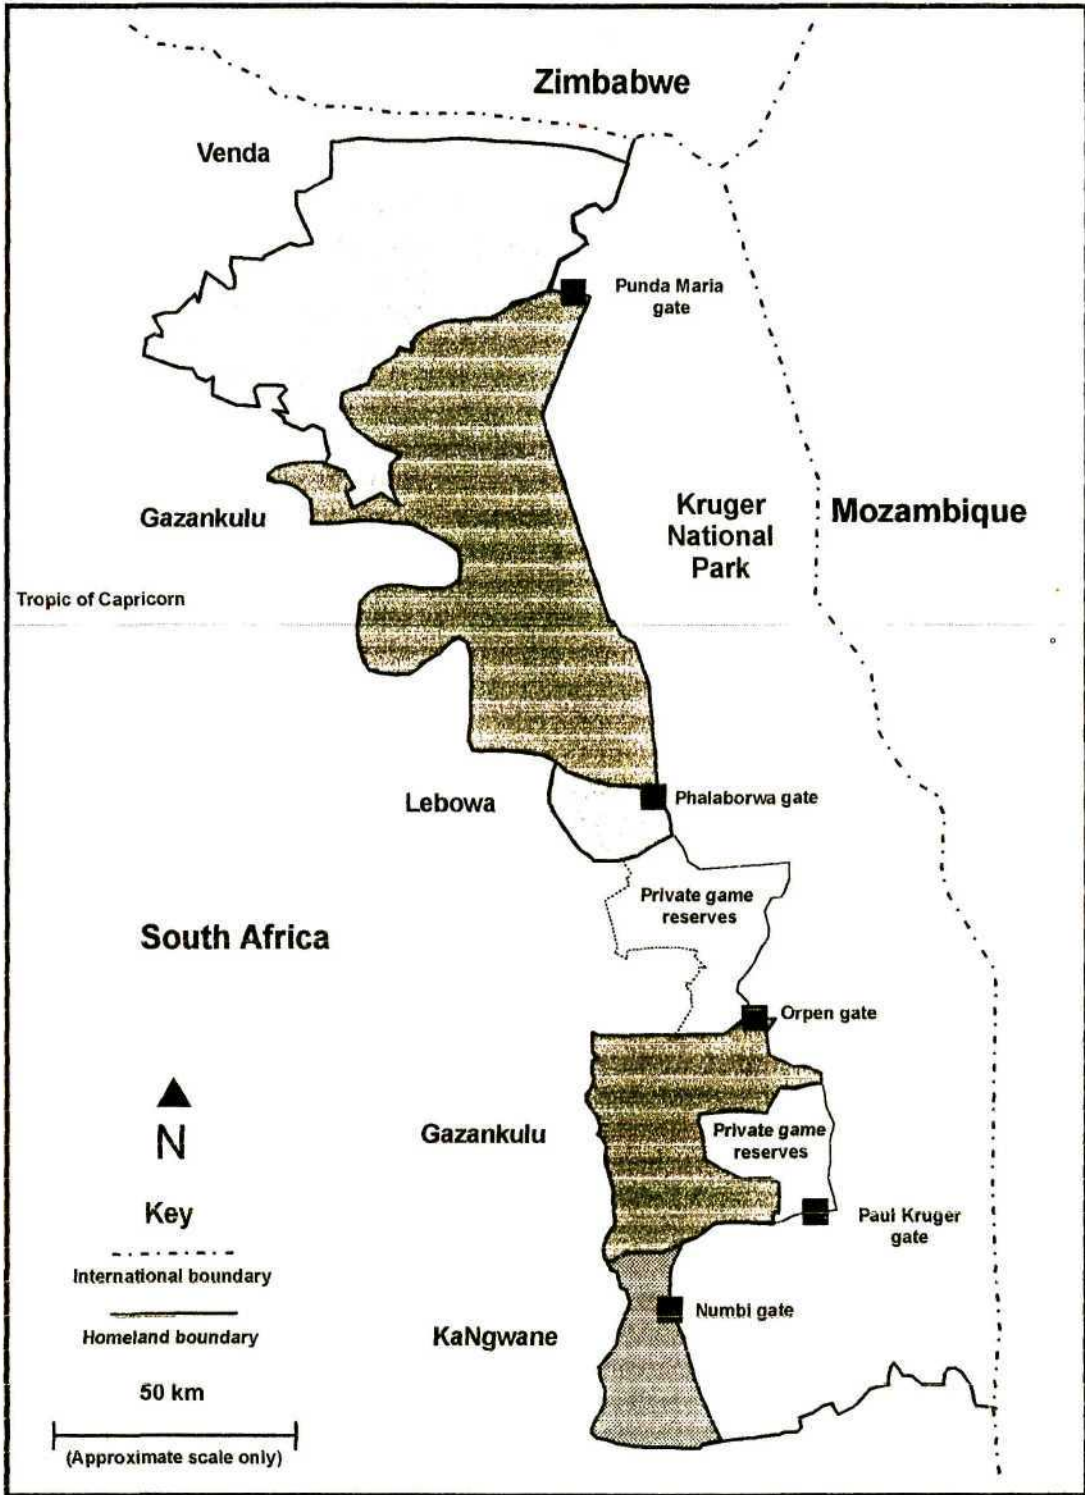 Zimbabwe
Venda
Punda Maria
gate
Gazankulu
Kruger
National
Park
Mozambique
Tropic of Capricorn
Lebowa
Phalaborwa gate
Private game
reserves
South Africa
Orpen gate
N
Gazankulu
Private game
reserves
Key
Paul Kruger
gate
International boundary
Numbi gate
Homeland boundary
KaNgwane
50 km
(Approximate scale only)